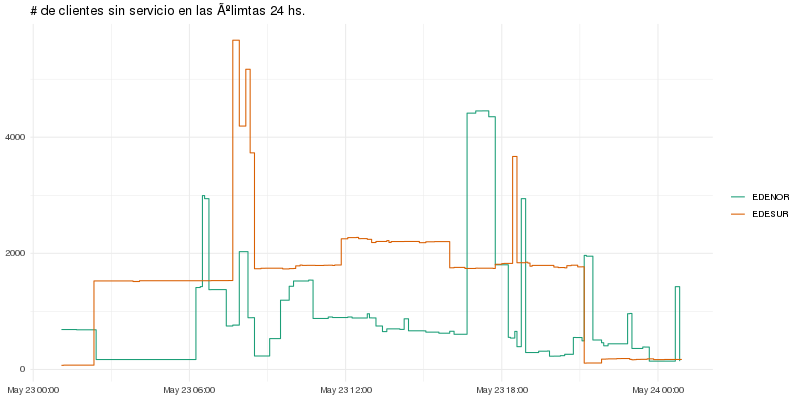 # de clientes sin servicio en las Ãºlimtas 24 hs.
4000
2000
0
May 23 00:00
May 23 06:00
May 23 12:00
May 23 18:00
May 24 00:00
EDENOR
EDESUR